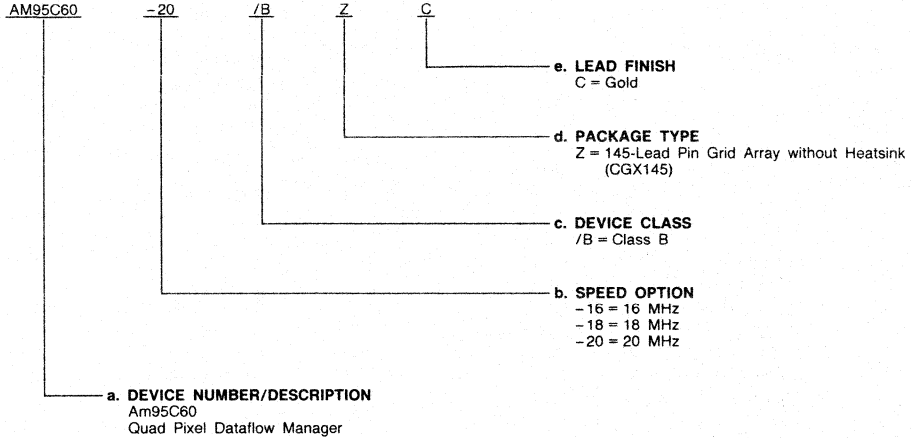 AM95C60 -20 /B Z C
e. LEAD FINISH
C = Gold
d. PACKAGE TYPE
Z = 145-Lead Pin Grid Array without Heatsink
(CGX145)
c. DEVICE CLASS
/B = Class B
b. SPEED OPTION
-16 = 16 MHz
-18 = 18 MHz
-20 = 20 MHz
a. DEVICE NUMBER/DESCRIPTION
Am95C60
Quad Pixel Dataflow Manager